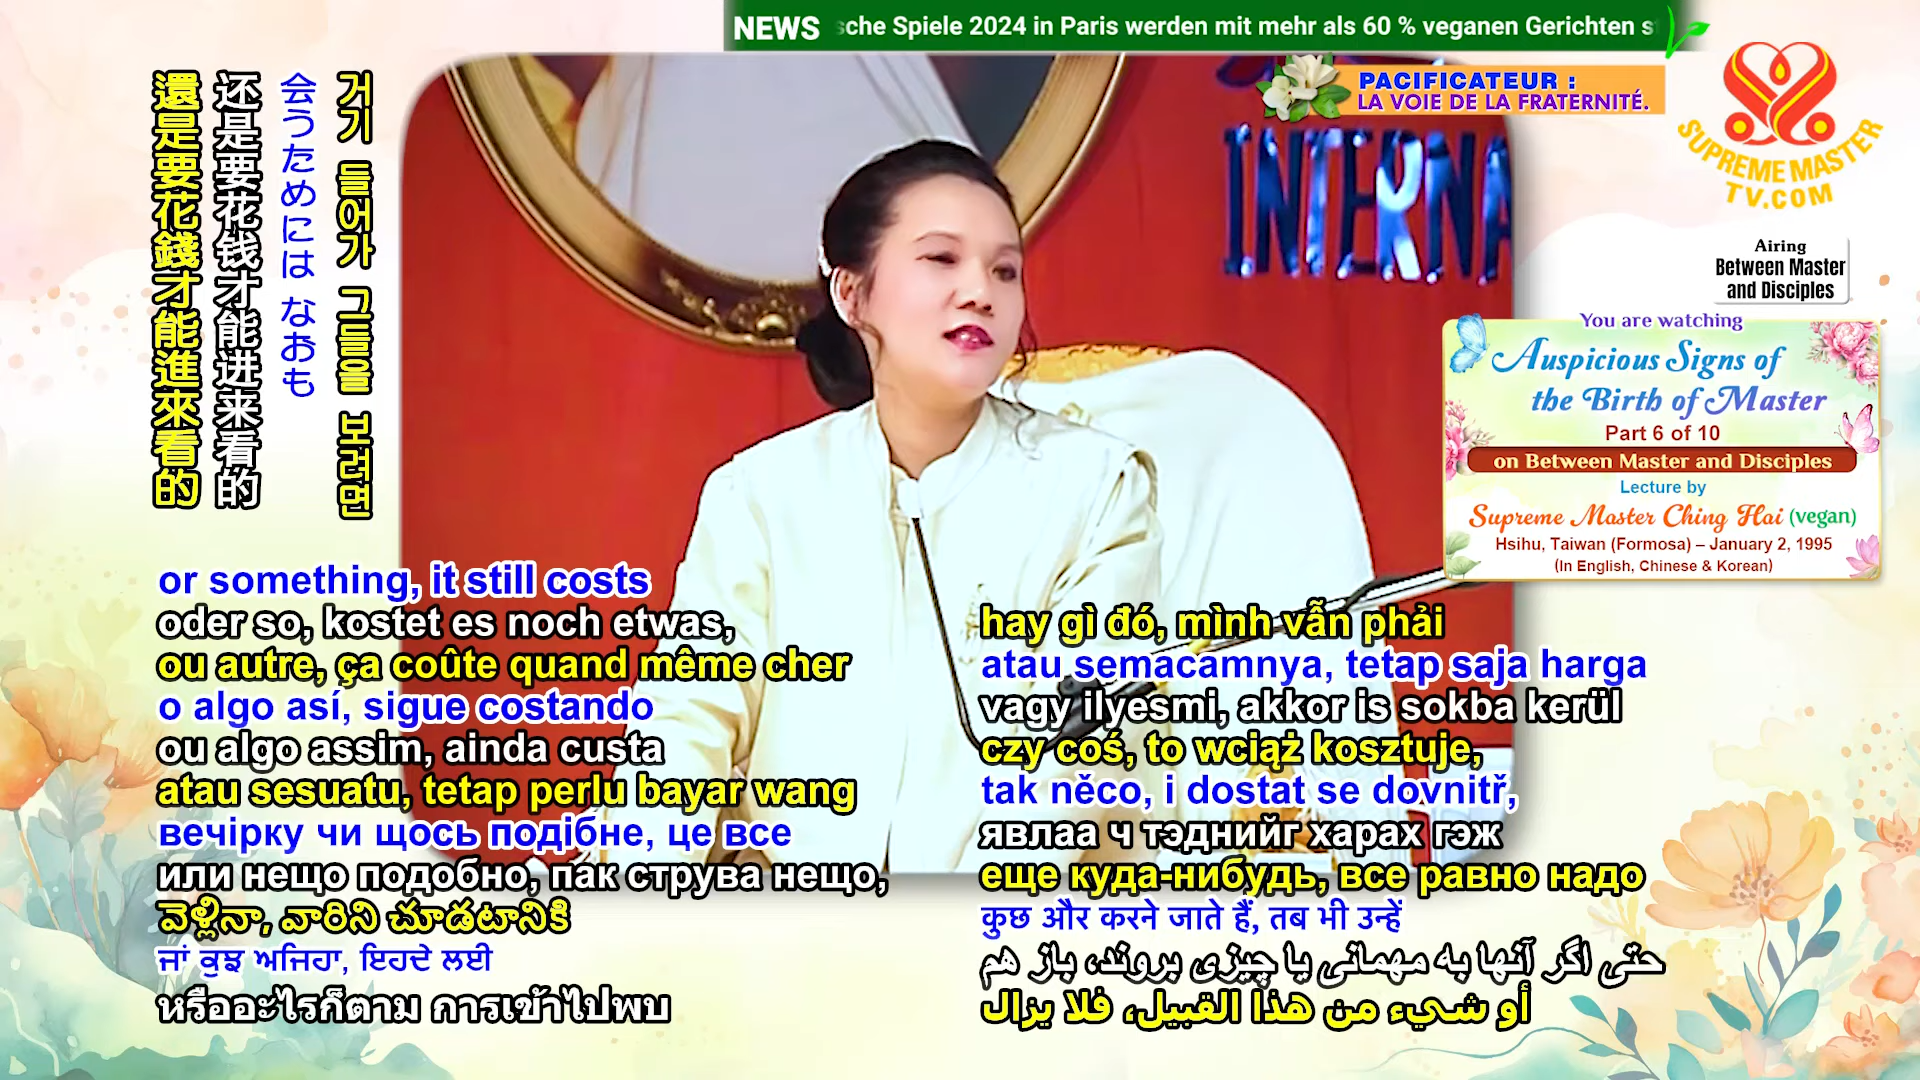 NEWS
che Spiele 2024 in Paris werden mit mehr als 60 % veganen Gerichten
PACIFICATEUR :
LA VOIE DE LA FRATERNITÉ.
SUPREME MASTER
TV.COM
INTERNA
Airing
Between Master
and Disciples
You are watching
Auspicious Signs of
the Birth of Master
Part 6 of 10
on Between Master and Disciples
Lecture by
Supreme Master Ching Hai (vegan)
Hsihu, Taiwan (Formosa) – January 2, 1995
(In English, Chinese & Korean)
還是要花錢才能進來看的
还是要花钱才能进来看的
会うためには なおも
거기 들어가 그들을 보려면
or something, it still costs
oder so, kostet es noch etwas,
ou autre, ça coûte quand même cher
o algo así, sigue costando
ou algo assim, ainda custa
atau sesuatu, tetap perlu bayar wang
вечірку чи щось подібне, це все
или нещо подобно, пак струва нещо,
వెళ్లినా, వారిని చూడటానికి
ਜਾਂ ਕੁਝ ਅਜਿਹਾ, ਇਹਦੇ ਲਈ
หรืออะไรก็ตาม การเข้าไปพบ
hay gì đó, mình vẫn phải
atau semacamnya, tetap saja harga
vagy ilyesmi, akkor is sokba kerül
czy coś, to wciąż kosztuje,
tak něco, i dostat se dovnitř,
явлаа ч тэднийг харах гэж
еще куда-нибудь, все равно надо
कुछ और करने जाते हैं, तब भी उन्हें
حتی اگر آنها به مهمانی یا چیزی بروند، باز هم
أو شيء من هذا القبيل، فلا يزال